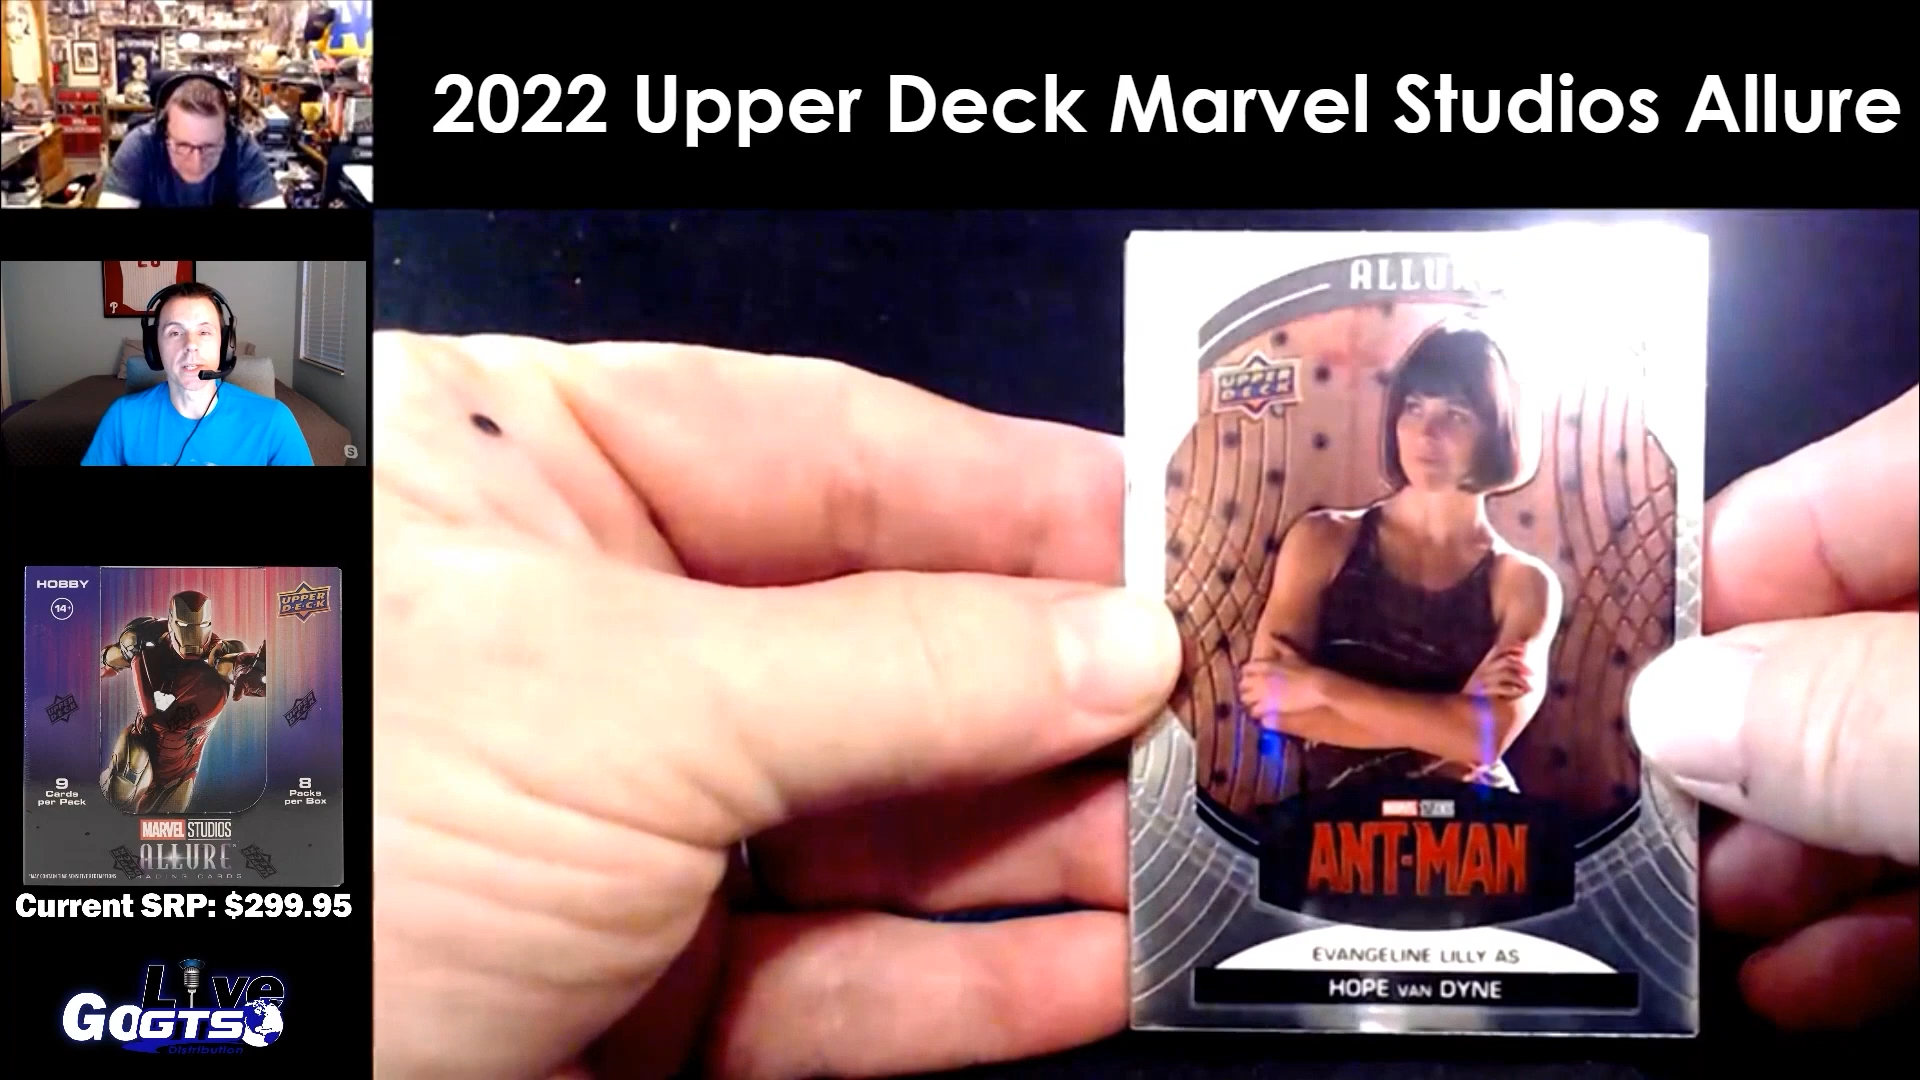 2022 Upper Deck Marvel Studios Allure
P
HOBBY
14+
UPPER
D·E·C·K
9
Cards
per Pack
8
Packs
per Box
MARVEL STUDIOS
ALLURE
TRADING CARDS
Current SRP: $299.95
Live
GOGTS
Distribution
ALLU
UPPER
DECK
MARVEL STUDIOS
ANT-MAN
EVANGELINE LILLY AS
HOPE VAN DYNE